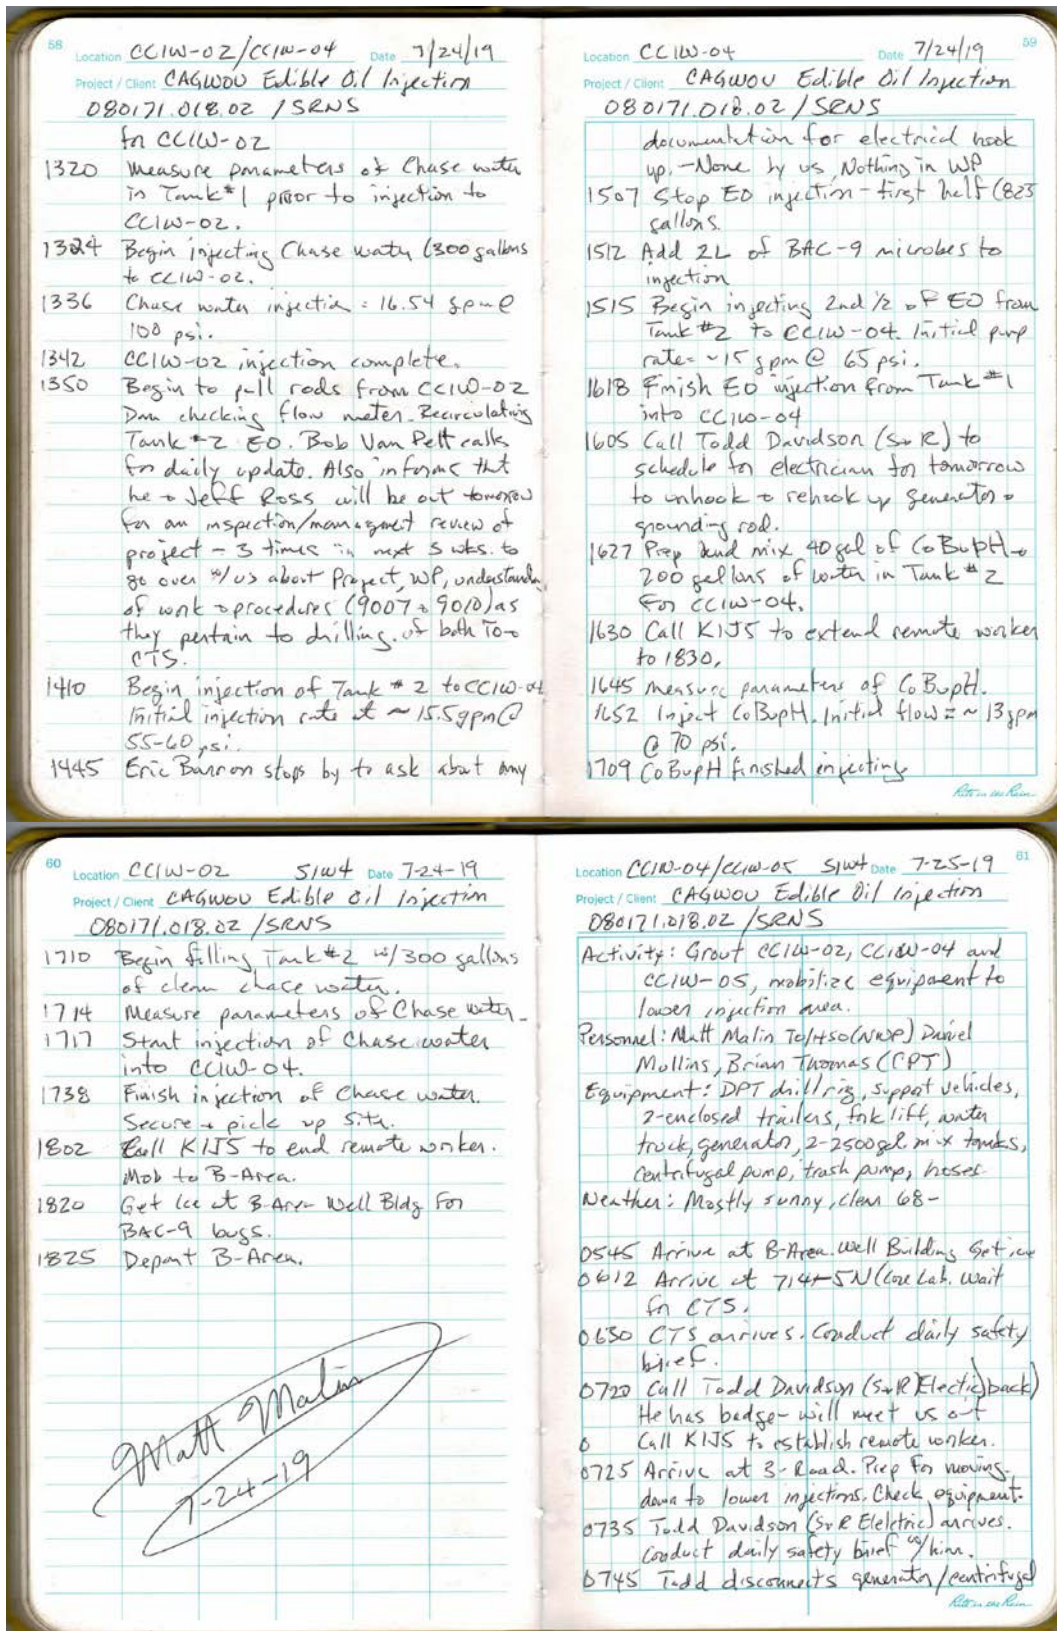 58
Location CCIW-02/CCIW-04 Date 7/24/19
Project / Client CAGWOU Edible Oil Injection
080171.018.02 / SRNS
for CCIW-02
1320 Measure parameters of Chase water
in Tank #1 prior to injection to
CCIW-02.
1324 Begin injecting Chase water (300 gallons
to CCIW-02.
1336 Chase water injection = 16.54 gpm @
100 psi.
1342 CCIW-02 injection complete.
1350 Begin to pull rods from CCIW-02
Dan checking flow meter. Recirculating
Tank #2 EO. Bob Van Pelt calls
for daily update. Also informs tht
he + Jeff Ross will be out tomorrow
for an inspection/managment review of
project - 3 times in next 3 wks. to
go over w/ us about Project, WP, understandg
of work + procedures (9007 + 9010) as
they pertain to drilling. of both TO +
CTS.
1410 Begin injection of Tank #2 to CCIW-04
Initial injection rate at ~ 15.5 gpm @
55-60 psi.
1445 Eric Barron stops by to ask about any
59
Location CCIW-04 Date 7/24/19
Project / Client CAGWOU Edible Oil Injection
080171.018.02 / SRNS
documentation for electrical hook
up. - None by us, Nothing in WP
1507 Stop EO injection - first half (825
gallons.
1512 Add 2L of BAC-9 microbes to
injection
1515 Begin injecting 2nd 1/2 of EO from
Tank #2 to CCIW-04. Initial pump
rate = ~15 gpm @ 65 psi.
1618 Finish EO injection from Tank #1
into CCIW-04
1605 Call Todd Davidson (S+R) to
schedule for electrician for tomorrow
to unhook + rehook up generator +
grounding rod.
1627 Prep and mix 40 gal of CoBupH +
200 gallons of water in Tank #2
For CCIW-04.
1630 Call K1J5 to extend remote worker
to 1830.
1645 Measure parameters of CoBupH.
1652 Inject CoBupH. Initial flow = ~ 13 gpm
@ 70 psi.
1709 CoBupH finished injecting
Rite in the Rain
60
Location CCIW-02 SIW4 Date 7-24-19
Project / Client CAGWOU Edible Oil Injection
080171.018.02 / SRNS
1710 Begin filling Tank #2 w/ 300 gallons
of clean chase water.
1714 Measure parameters of Chase water.
1717 Start injection of Chase water
into CCIW-04.
1738 Finish injection of Chase water.
Secure + pick up Site.
1802 Call K1J5 to end remote worker.
Mob to B-Area.
1820 Get Ice at B-Area Well Bldg For
BAC-9 bugs.
1825 Depart B-Area.
Matt Malin
7-24-19
61
Location CCIW-04/CCIW-05 SIW4 Date 7-25-19
Project / Client CAGWOU Edible Oil Injection
080171.018.02 / SRNS
Activity: Grout CCIW-02, CCIW-04 and
CCIW-05, mobilize equipment to
lower injection area.
Personnel: Matt Malin TO/HSO (NWP) Daniel
Mullins, Brian Thomas (CPT)
Equipment: DPT drill rig, support vehicles,
2-enclosed trailers, fork lift, water
truck, generator, 2-2500 gal. mix tanks,
centrifugal pump, trash pump, hoses.
Weather: Mostly sunny, clear 68-
0545 Arrive at B-Area. Well Building Get ice
0612 Arrive at 714-5N (Core Lab. wait
for CTS.
0630 CTS arrives. Conduct daily safety
brief.
0720 Call Todd Davidson (S+R Electric) back)
He has badge - will meet us out
0 Call K1J5 to establish remote worker.
0725 Arrive at 3-Road. Prep For moving
down to lower injections. Check equipment.
0735 Todd Davidson (S+R Eleletric) arrives.
Conduct daily safety brief w/ him.
0745 Todd disconnects generator/centrifugal
Rite in the Rain